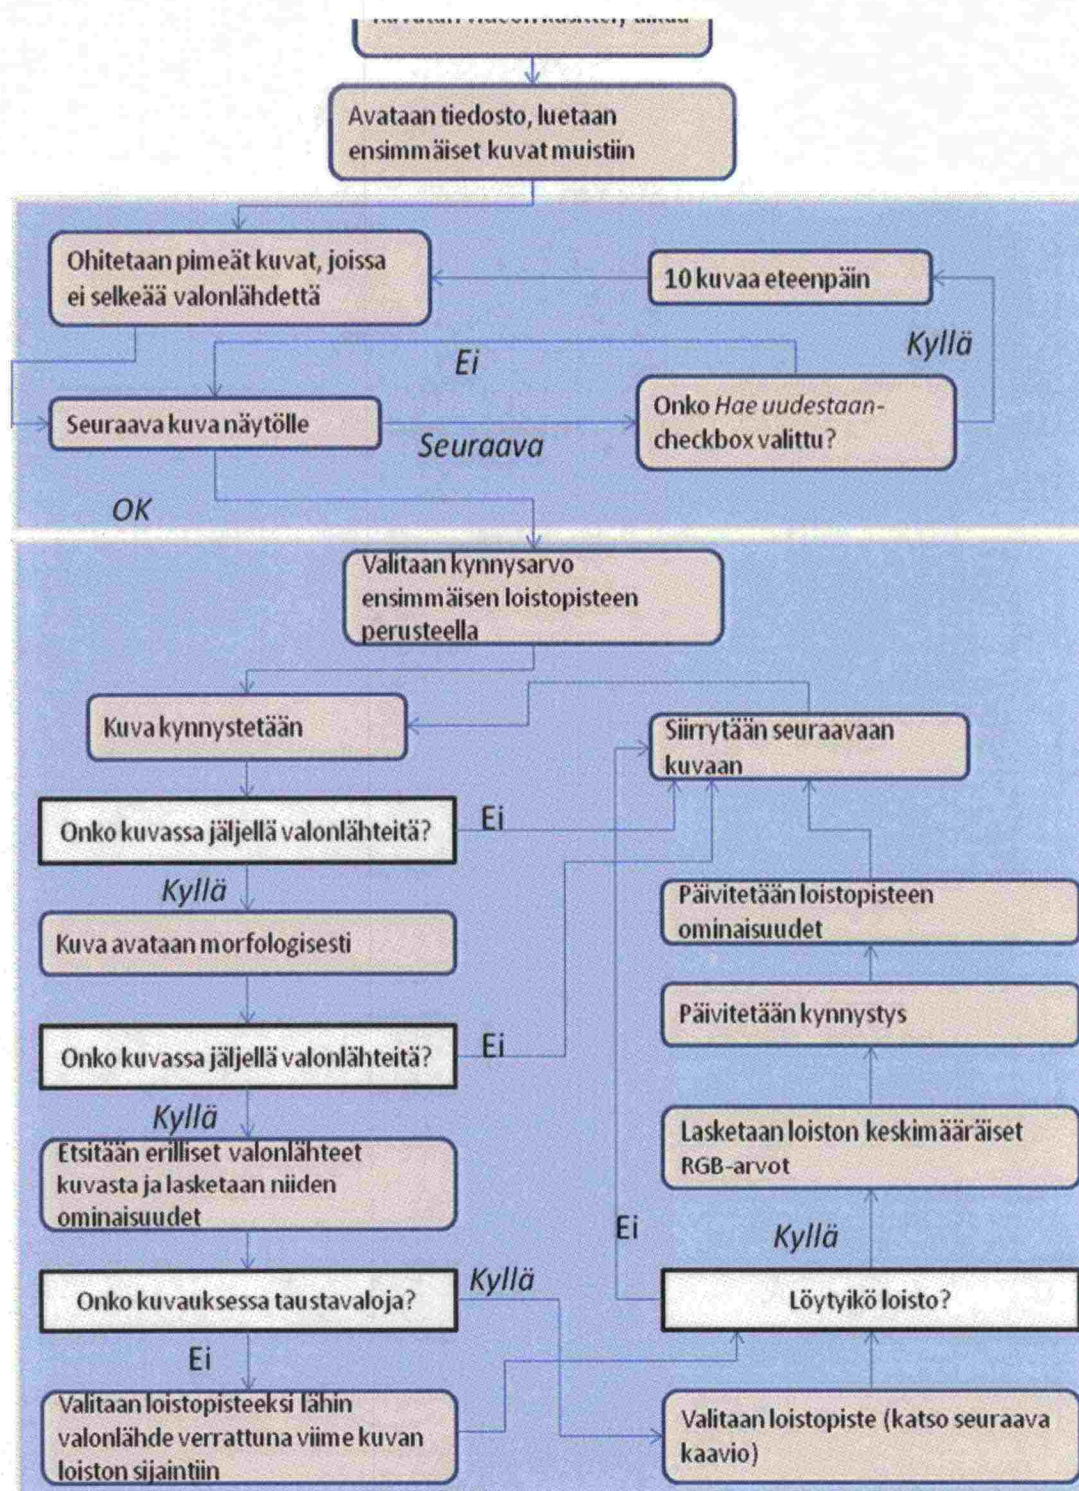 Avataan tiedosto, luetaan
ensimmäiset kuvat muistiin
Ohitetaan pimeät kuvat, joissa
ei selkeää valonlähdettä
10 kuvaa eteenpäin
Kyllä
Ei
Seuraava kuva näytölle
Seuraava
Onko Hae uudestaan-
checkbox valittu?
OK
Valitaan kynnysarvo
ensimmäisen loistopisteen
perusteella
Kuva kynnystetään
Siirrytään seuraavaan
kuvaan
Onko kuvassa jäljellä valonlähteitä?
Ei
Kyllä
Kuva avataan morfologisesti
Päivitetään loistopisteen
ominaisuudet
Päivitetään kynnystys
Onko kuvassa jäljellä valonlähteitä?
Ei
Kyllä
Etsitään erilliset valonlähteet
kuvasta ja lasketaan niiden
ominaisuudet
Lasketaan loiston keskimääräiset
RGB-arvot
Ei
Kyllä
Onko kuvauksessa taustavaloja?
Kyllä
Löytyikö loisto?
Ei
Valitaan loistopisteeksi lähin
valonlähde verrattuna viime kuvan
loiston sijaintiin
Valitaan loistopiste (katso seuraava
kaavio)